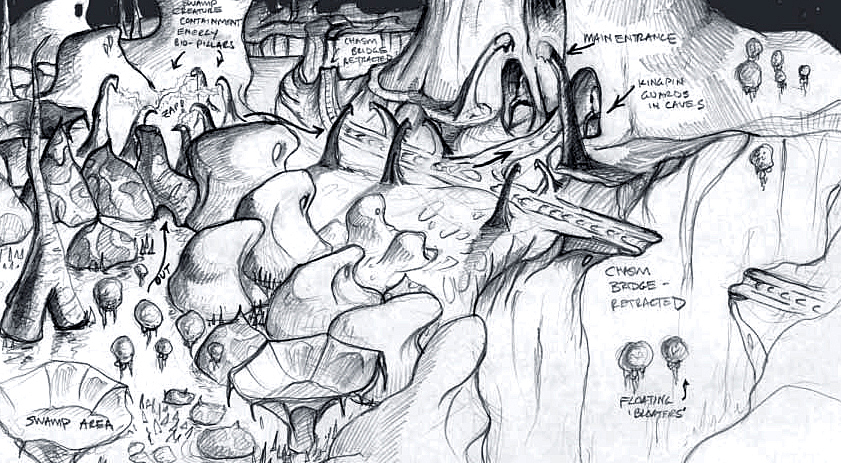 SWAMP
CREATURE
CONTAINMENT
ENERGY
BIO-PILLARS
CHASM
BRIDGE
RETRACTED
MAIN ENTRANCE
KINGPIN
GUARDS
IN CAVES
ZAP!
OUT
CHASM
BRIDGE -
RETRACTED
FLOATING
'BLOATERS'
SWAMP AREA